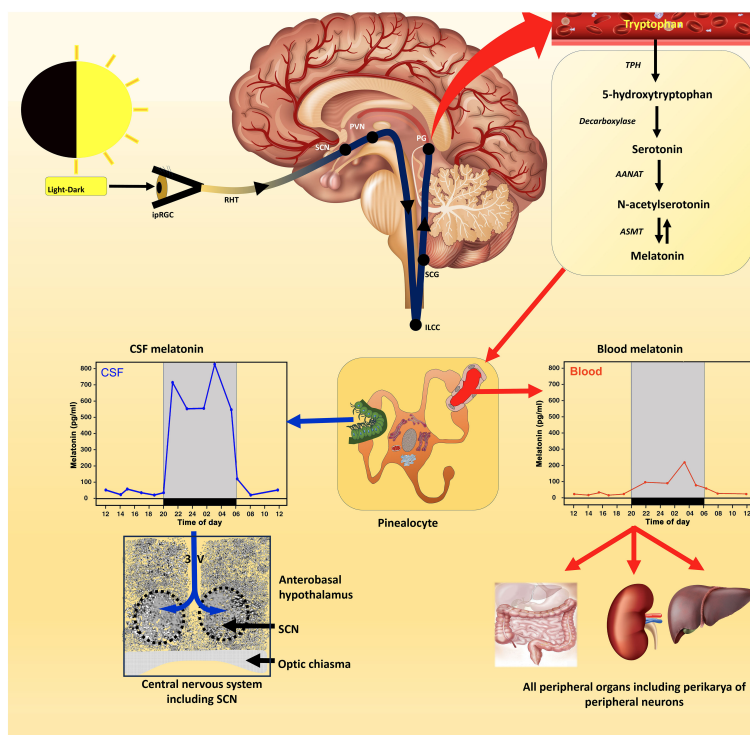 Tryptophan
TPH
5-hydroxytryptophan
Decarboxylase
Serotonin
AANAT
N-acetylserotonin
ASMT
Melatonin
PVN
SCN
PG
Light-Dark
ipRGC
RHT
SCG
ILCC
CSF melatonin
CSF
Melatonin (pg/ml)
800
700
600
500
400
300
200
100
0
12 14 16 18 20 22 24 02 04 06 08 10 12
Time of day
Pinealocyte
Blood melatonin
Blood
Melatonin (pg/ml)
800
700
600
500
400
300
200
100
0
12 14 16 18 20 22 24 02 04 06 08 10 12
Time of day
3 V
Anterobasal
hypothalamus
SCN
Optic chiasma
Central nervous system
including SCN
All peripheral organs including perikarya of
peripheral neurons